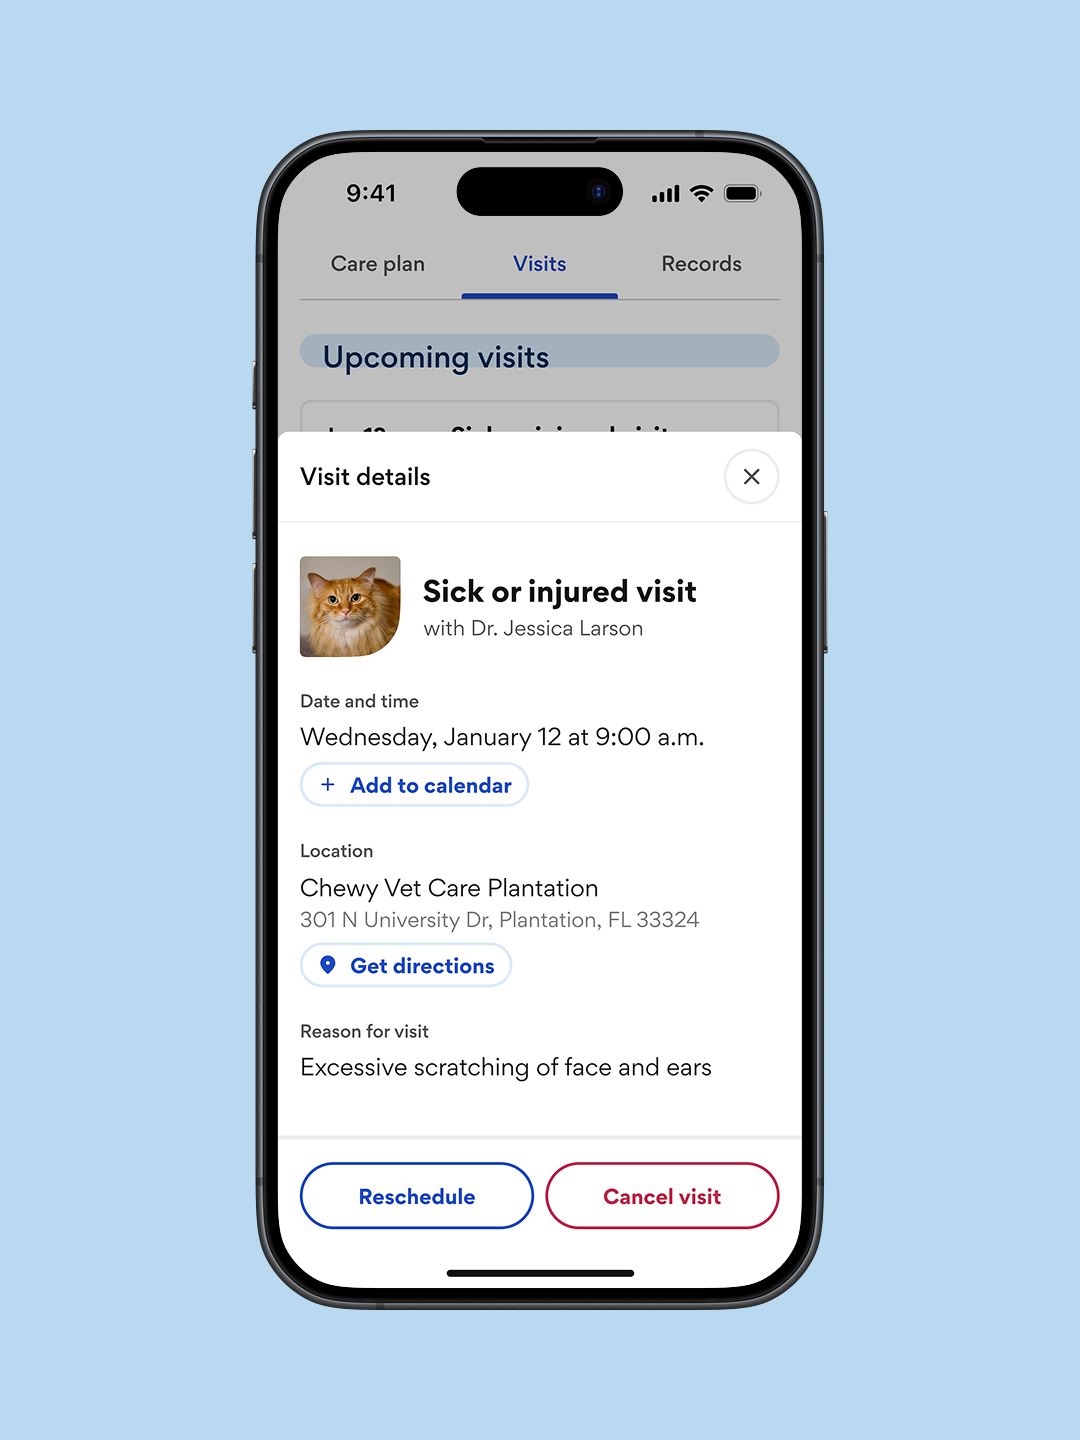 9:41
Care plan Visits Records
Upcoming visits
Visit details
Sick or injured visit
with Dr. Jessica Larson
Date and time
Wednesday, January 12 at 9:00 a.m.
+ Add to calendar
Location
Chewy Vet Care Plantation
301 N University Dr, Plantation, FL 33324
Get directions
Reason for visit
Excessive scratching of face and ears
Reschedule Cancel visit